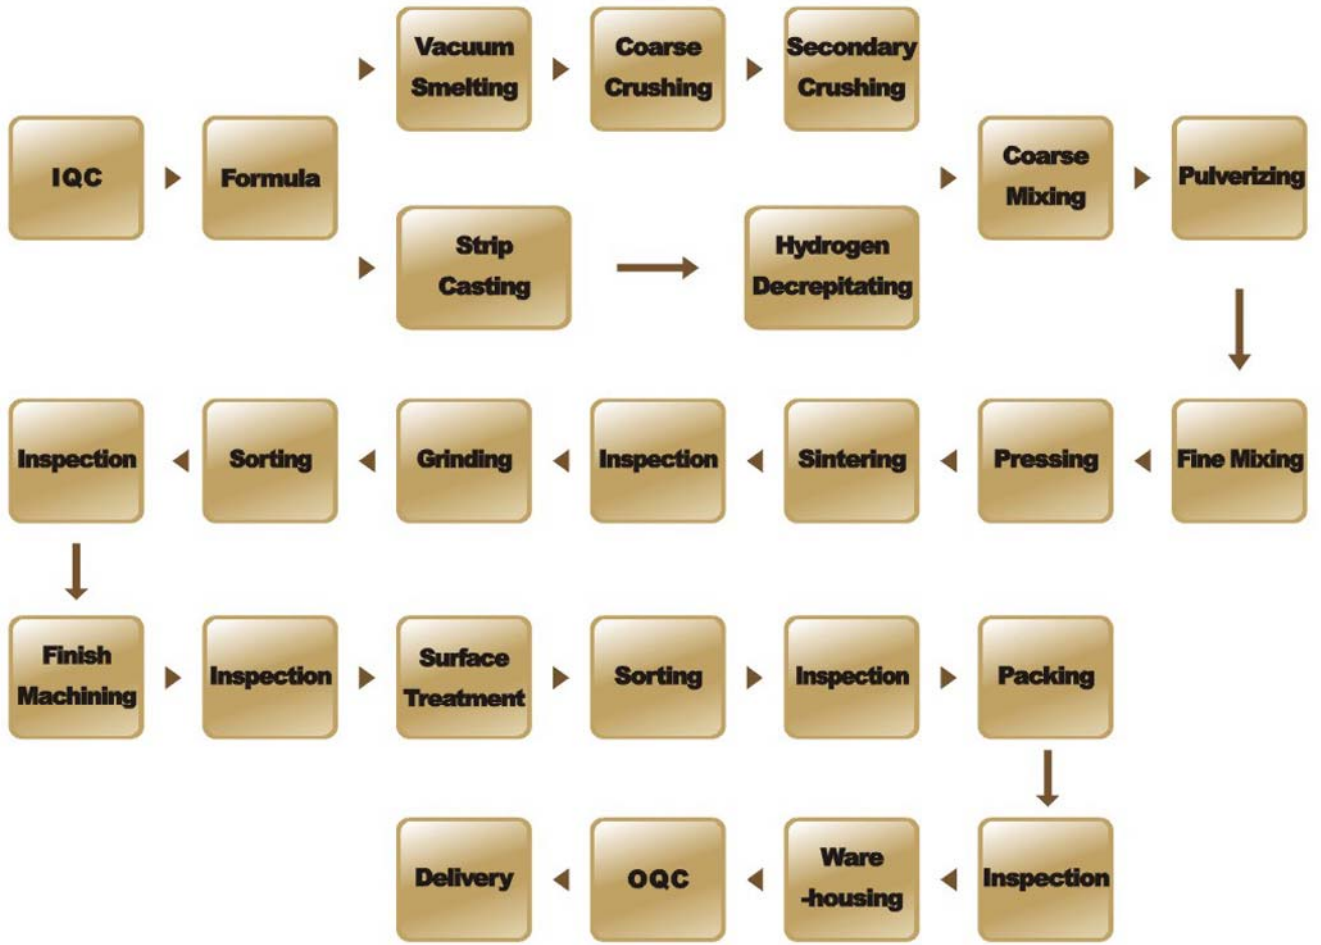 IQC
Formula
Vacuum
Smelting
Coarse
Crushing
Secondary
Crushing
Strip
Casting
Hydrogen
Decrepitating
Coarse
Mixing
Pulverizing
Fine Mixing
Pressing
Sintering
Inspection
Grinding
Sorting
Inspection
Finish
Machining
Inspection
Surface
Treatment
Sorting
Inspection
Packing
Inspection
Ware
-housing
OQC
Delivery